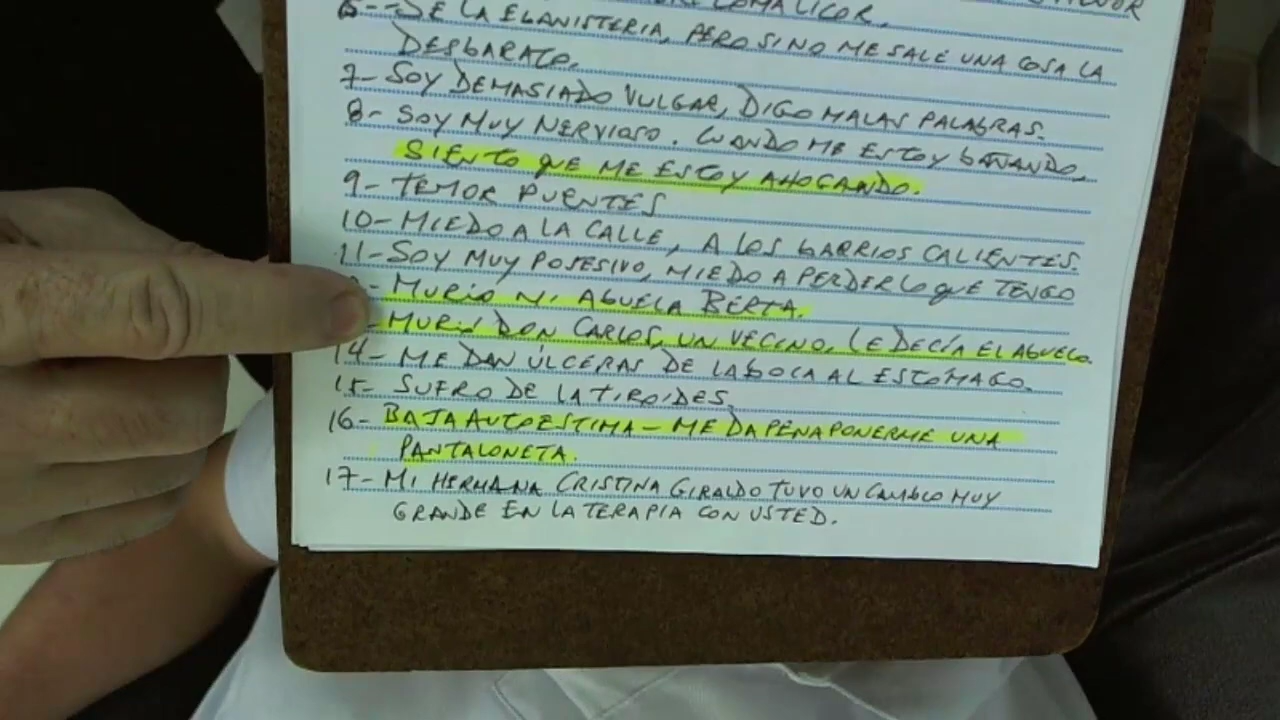 TOMA LICOR.
6- SE LA EBANISTERIA, PERO SI NO ME SALE UNA COSA LA
DESBARATO.
7- SOY DEMASIADO VULGAR, DIGO MALAS PALABRAS.
8- SOY MUY NERVIOSO. CUANDO ME ESTOY BAÑANDO,
SIENTO QUE ME ESTOY AHOGANDO.
9- TEMOR PUENTES
10- MIEDO A LA CALLE, A LOS BARRIOS CALIENTES.
11- SOY MUY POSESIVO, MIEDO A PERDER LO QUE TENGO
- MURIO MI ABUELA BERTA.
- MURIO DON CARLOS, UN VECINO, LE DECÍA EL ABUELO.
14- ME DAN ÚLCERAS DE LA BOCA AL ESTOMAGO.
15- SUFRO DE LA TIROIDES.
16- BAJA AUTOESTIMA - ME DA PENA PONERME UNA
PANTALONETA.
17- MI HERMANA CRISTINA GIRALDO TUVO UN CAMBIO MUY
GRANDE EN LA TERAPIA CON USTED.